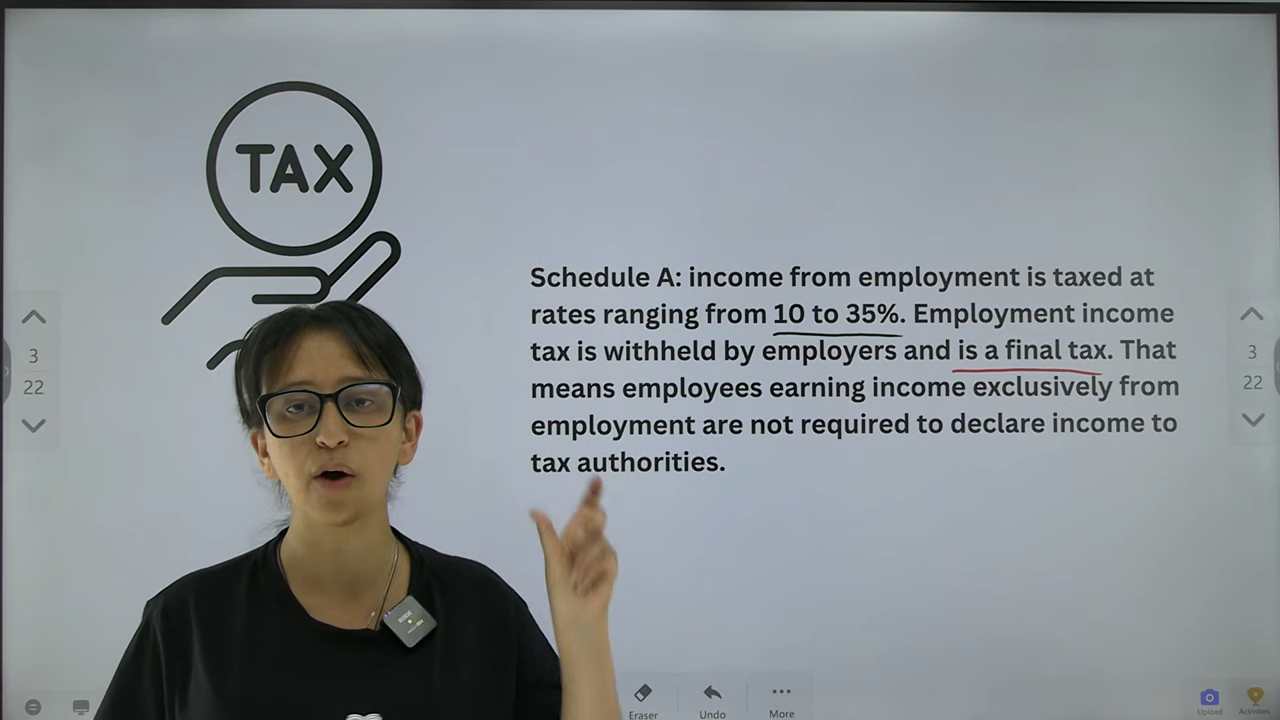 TAX
Schedule A: income from employment is taxed at
rates ranging from 10 to 35%. Employment income
tax is withheld by employers and is a final tax. That
means employees earning income exclusively from
employment are not required to declare income to
tax authorities.
3
22
3
22
Eraser
Undo
More
Upload
Activities